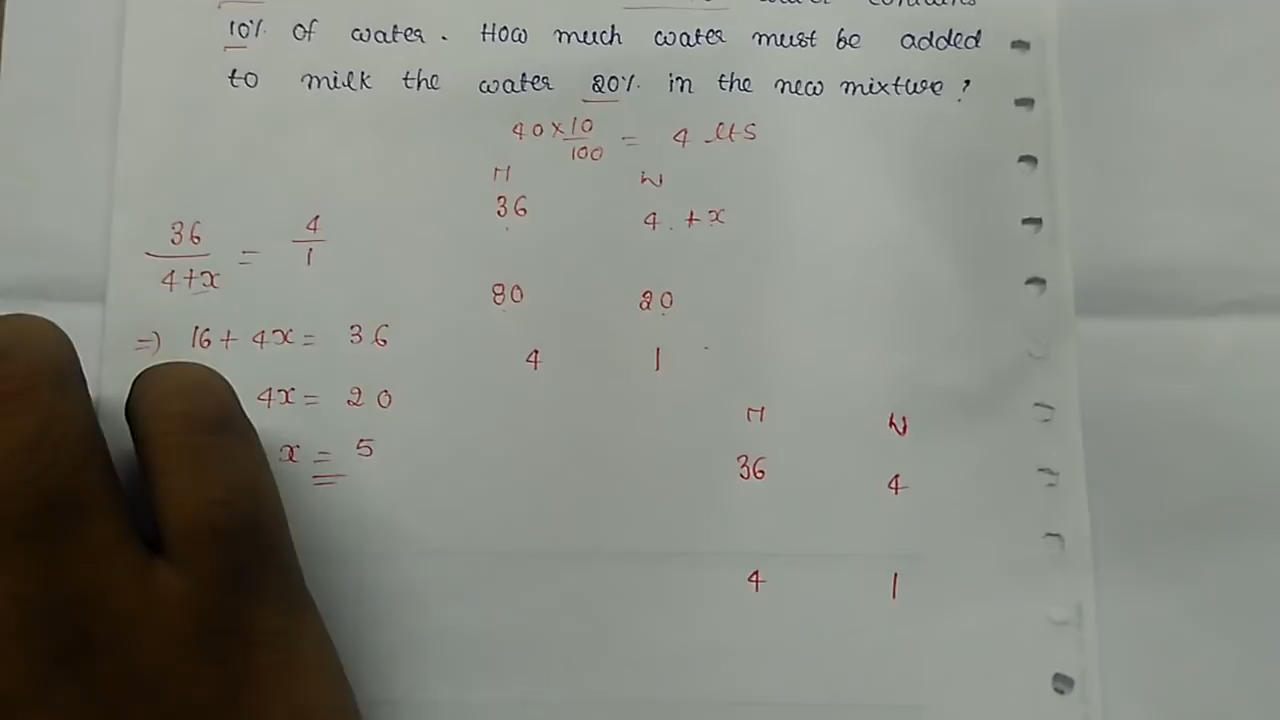 10% of water. How much water must be added
to milk the water 20% in the new mixture?
40 × 10/100 = 4 lts
M W
36 4 + x
36/4+x = 4/1
80 20
=) 16 + 4x = 36
4 1
4x = 20
M W
x = 5
36 4
4 1